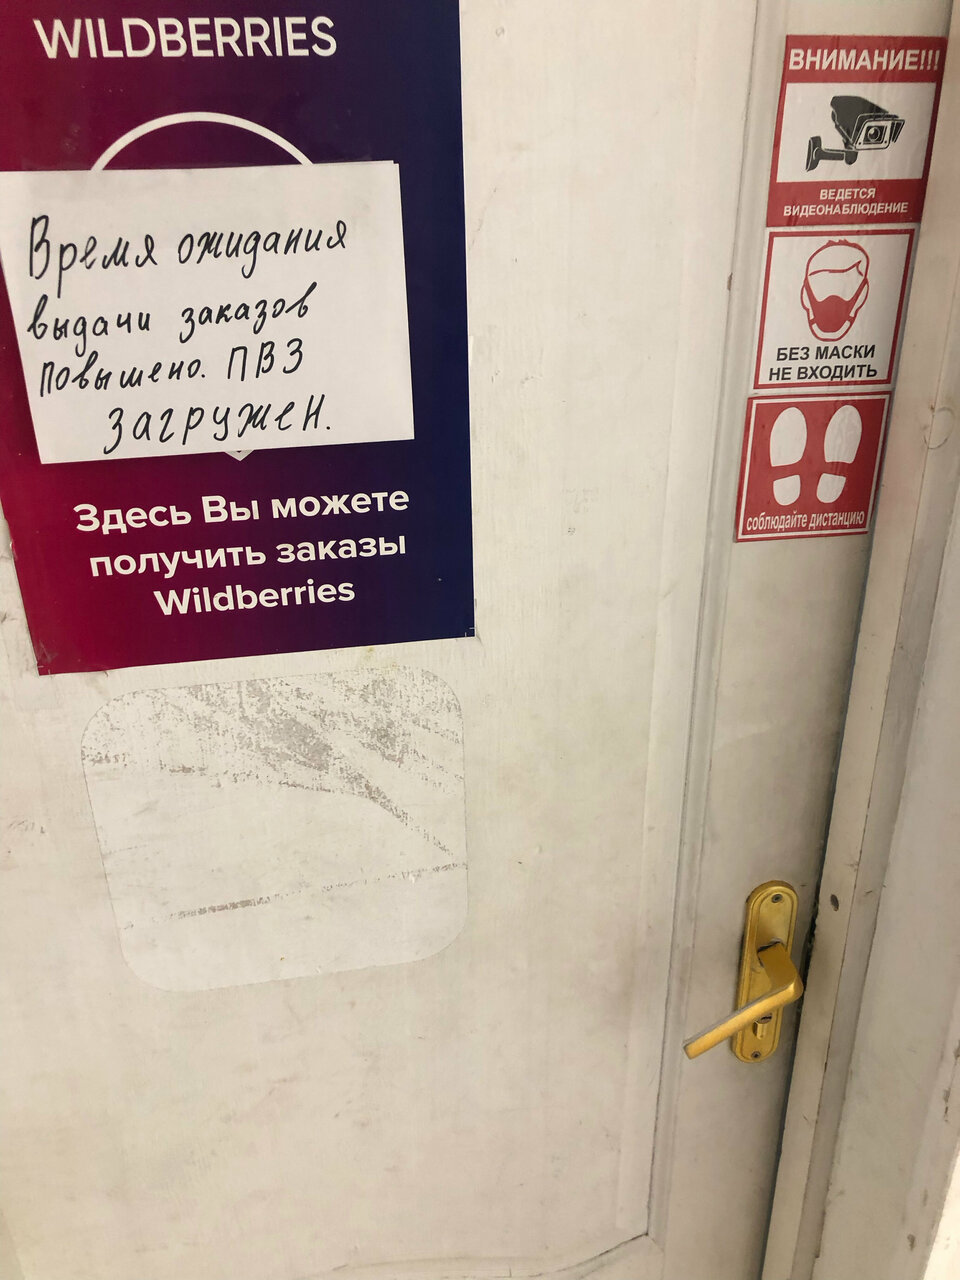 WILDBERRIES
Время ожидания
выдачи заказов
повышено. ПВЗ
загружен.
Здесь Вы можете
получить заказы
Wildberries
ВНИМАНИЕ!!!
ВЕДЕТСЯ
ВИДЕОНАБЛЮДЕНИЕ
БЕЗ МАСКИ
НЕ ВХОДИТЬ
соблюдайте дистанцию